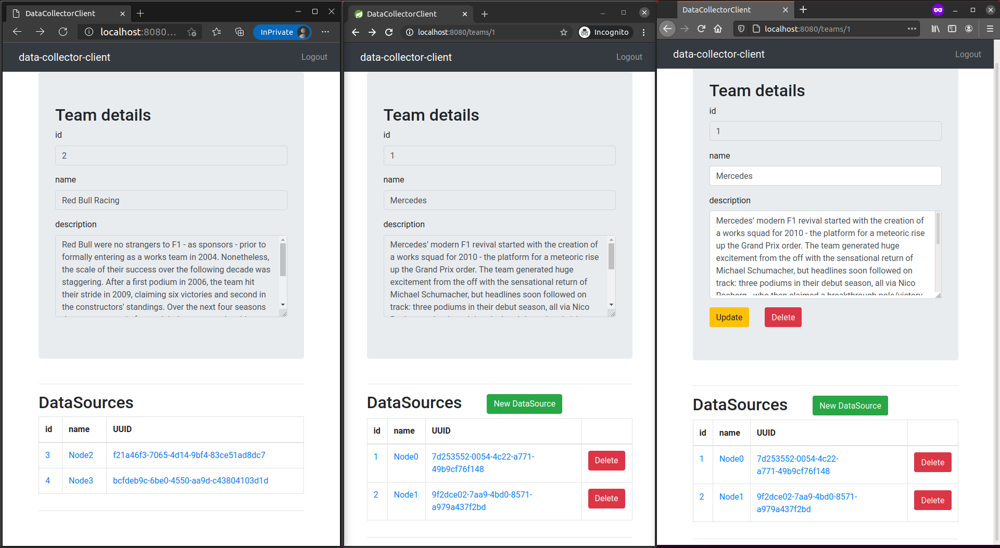 DataCollectorClient
localhost:8080...
InPrivate
data-collector-client
Logout
Team details
id
2
name
Red Bull Racing
description
Red Bull were no strangers to F1 - as sponsors - prior to
formally entering as a works team in 2004. Nonetheless,
the scale of their success over the following decade was
staggering. After a first podium in 2006, the team hit
their stride in 2009, claiming six victories and second in
the constructors' standings. Over the next four seasons
DataSources
id name UUID
3 Node2 f21a46f3-7065-4d14-9bf4-83ce51ad8dc7
4 Node3 bcfdeb9c-6be0-4550-aa9d-c43804103d1d
DataCollectorClient
localhost:8080/teams/1
Incognito
data-collector-client
Logout
Team details
id
1
name
Mercedes
description
Mercedes’ modern F1 revival started with the creation of
a works squad for 2010 - the platform for a meteoric rise
up the Grand Prix order. The team generated huge
excitement from the off with the sensational return of
Michael Schumacher, but headlines soon followed on
track: three podiums in their debut season, all via Nico
DataSources
New DataSource
id name UUID
1 Node0 7d253552-0054-4c22-a771-
49b9cf76f148
Delete
2 Node1 9f2dce02-7aa9-4bd0-8571-
a979a437f2bd
Delete
DataCollectorClient
localhost:8080/teams/1
data-collector-client
Logout
Team details
id
1
name
Mercedes
description
Mercedes’ modern F1 revival started with the creation of
a works squad for 2010 - the platform for a meteoric rise
up the Grand Prix order. The team generated huge
excitement from the off with the sensational return of
Michael Schumacher, but headlines soon followed on
track: three podiums in their debut season, all via Nico
Rosberg - who then claimed a breakthrough pole/victory
Update
Delete
DataSources
New DataSource
id name UUID
1 Node0 7d253552-0054-4c22-
a771-49b9cf76f148
Delete
2 Node1 9f2dce02-7aa9-4bd0-8571-
a979a437f2bd
Delete